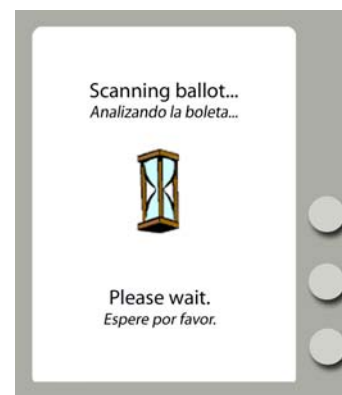 Scanning ballot...
Analizando la boleta...
Please wait.
Espere por favor.